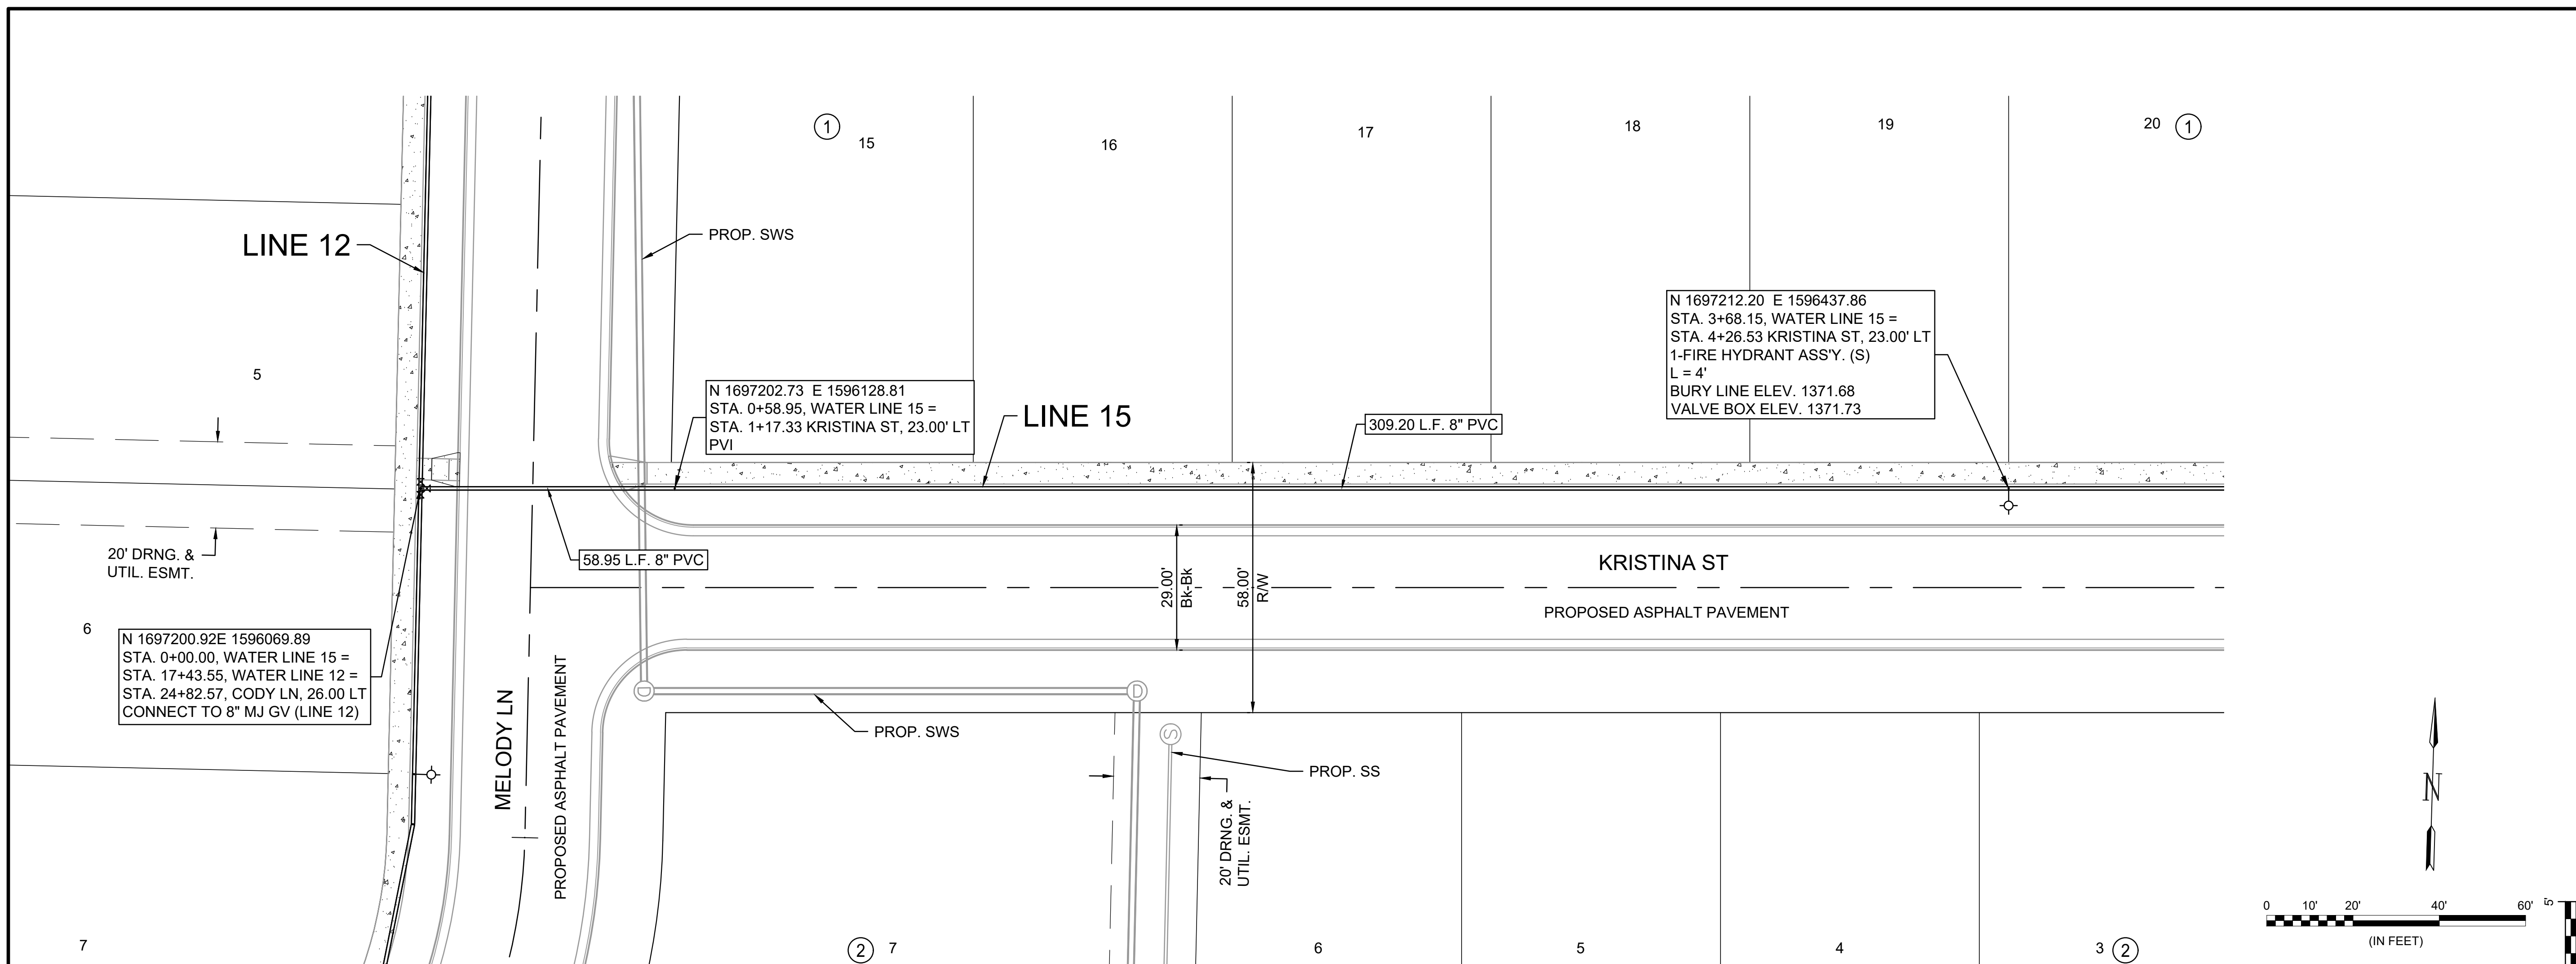 1
15
16
17
18
19
20
1
LINE 12
PROP. SWS
N 1697212.20 E 1596437.86
STA. 3+68.15, WATER LINE 15 =
STA. 4+26.53 KRISTINA ST, 23.00' LT
1-FIRE HYDRANT ASS'Y. (S)
L = 4'
BURY LINE ELEV. 1371.68
VALVE BOX ELEV. 1371.73
5
N 1697202.73 E 1596128.81
STA. 0+58.95, WATER LINE 15 =
STA. 1+17.33 KRISTINA ST, 23.00' LT
PVI
LINE 15
309.20 L.F. 8" PVC
20' DRNG. &
UTIL. ESMT.
58.95 L.F. 8" PVC
29.00'
Bk-Bk
58.00'
R/W
KRISTINA ST
PROPOSED ASPHALT PAVEMENT
6
N 1697200.92E 1596069.89
STA. 0+00.00, WATER LINE 15 =
STA. 17+43.55, WATER LINE 12 =
STA. 24+82.57, CODY LN, 26.00 LT
CONNECT TO 8" MJ GV (LINE 12)
MELODY LN
PROPOSED ASPHALT PAVEMENT
D
D
PROP. SWS
S
PROP. SS
20' DRNG. &
UTIL. ESMT.
N
0 10' 20' 40' 60'
(IN FEET)
5'
7
2
7
6
5
4
3
2